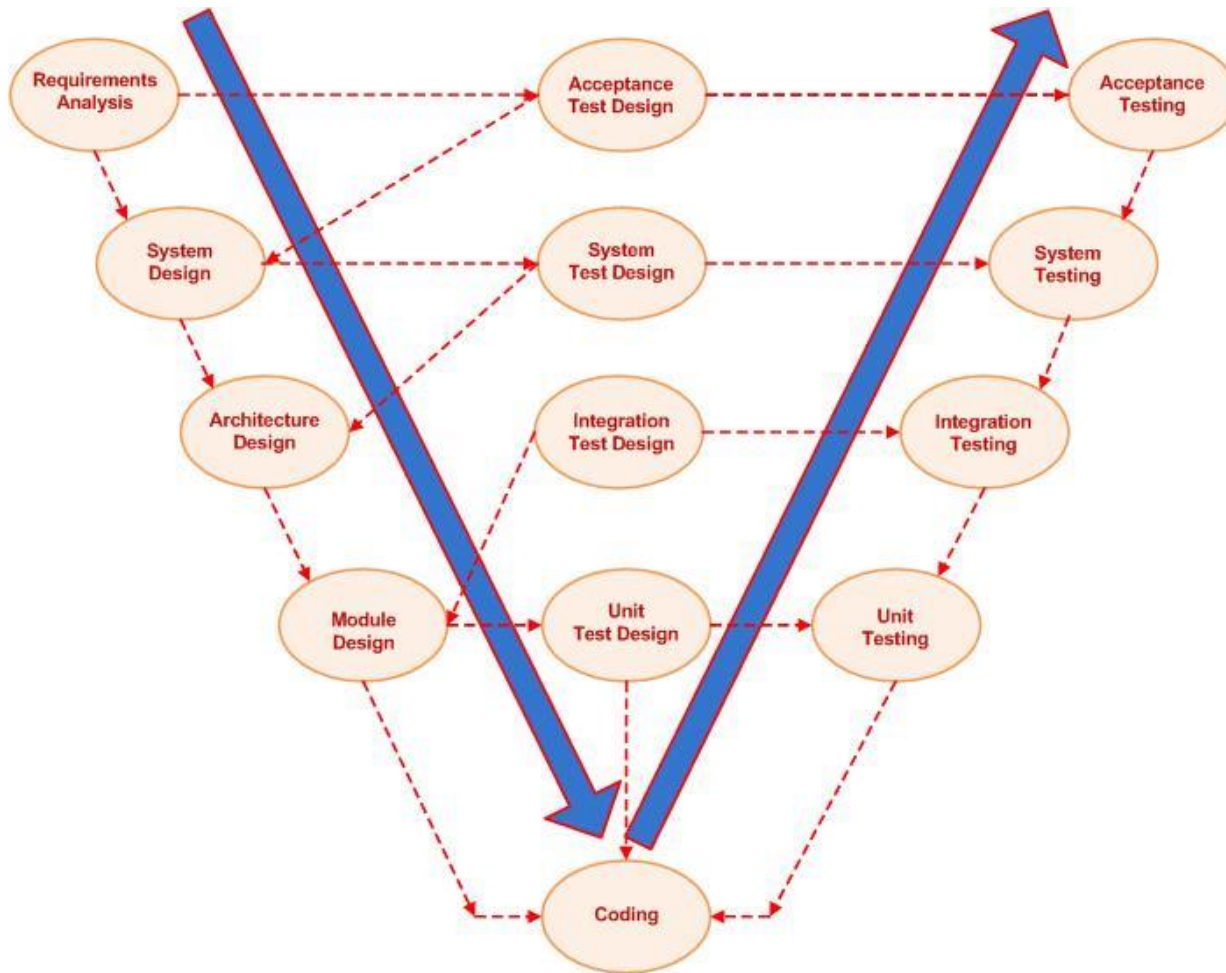 Requirements
Analysis
Acceptance
Test Design
Acceptance
Testing
System
Design
System
Test Design
System
Testing
Architecture
Design
Integration
Test Design
Integration
Testing
Module
Design
Unit
Test Design
Unit
Testing
Coding